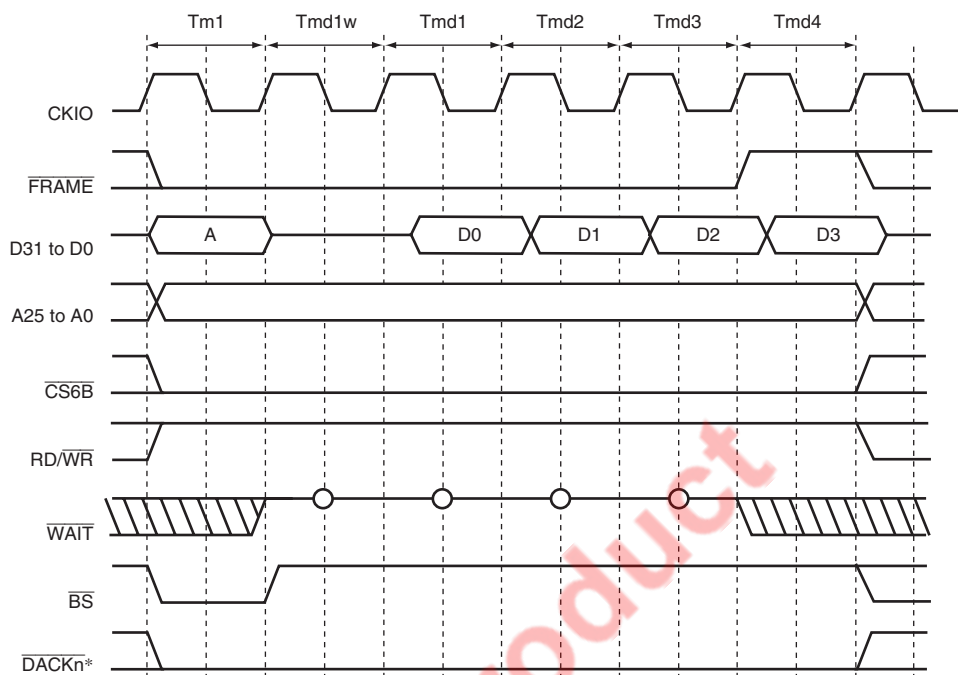 Tm1 Tmd1w Tmd1 Tmd2 Tmd3 Tmd4
CKIO
FRAME
D31 to D0 A D0 D1 D2 D3
A25 to A0
CS6B
RD/WR
WAIT
BS
DACKn*
roduct